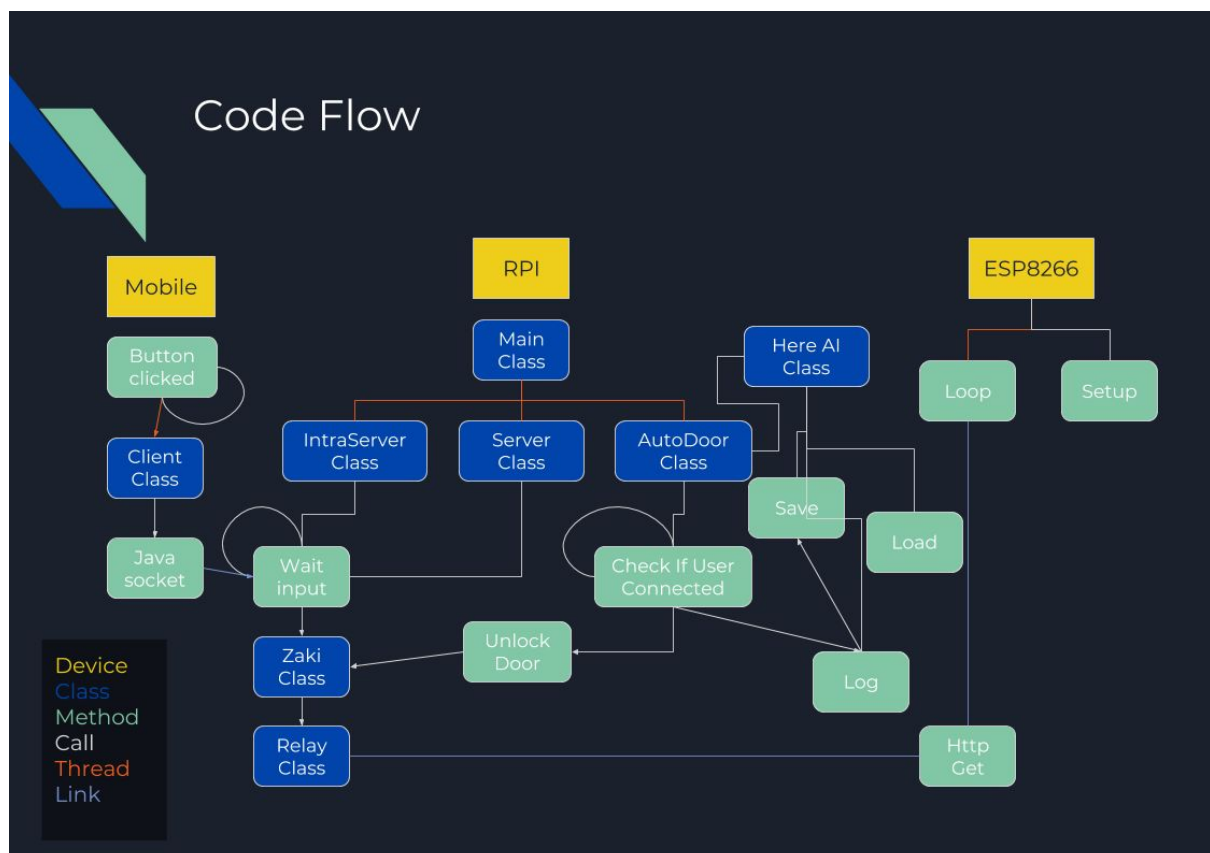 Code Flow
Mobile
RPI
ESP8266
Button
clicked
Main
Class
Here AI
Class
Loop
Setup
Client
Class
IntraServer
Class
Server
Class
AutoDoor
Class
Save
Load
Java
socket
Wait
input
Check If User
Connected
Unlock
Door
Zaki
Class
Log
Relay
Class
Http
Get
Device
Class
Method
Call
Thread
Link